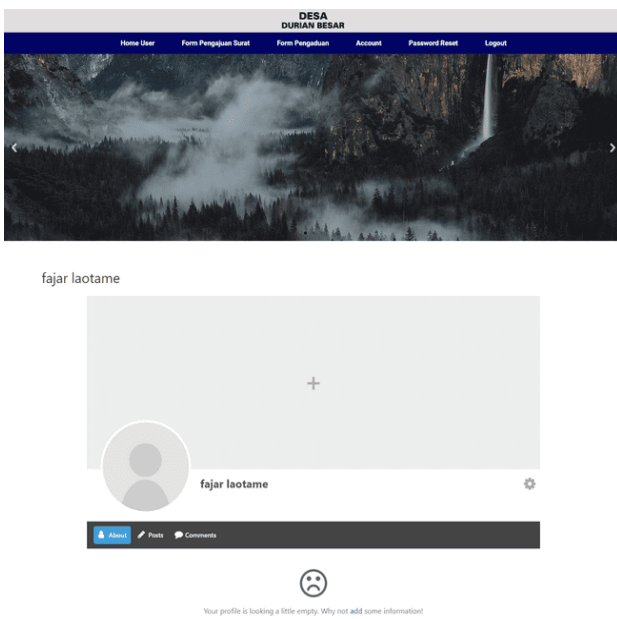 DESA
DURIAN BESAR
Home User Form Pengajuan Surat Form Pengaduan Account Password Reset Logout
fajar laotame
fajar laotame
About Posts Comments
Your profile is looking a little empty. Why not add some information!